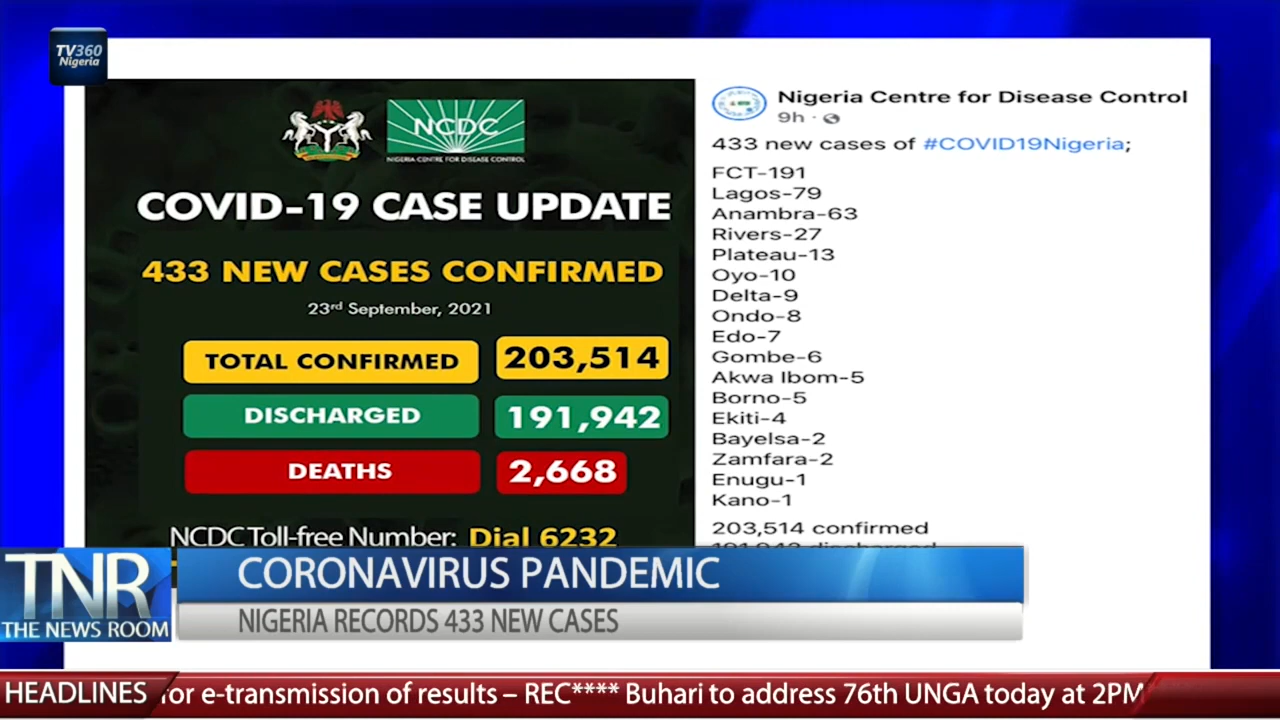 TV360
Nigeria
NCDC
NIGERIA CENTRE FOR DISEASE CONTROL
COVID-19 CASE UPDATE
433 NEW CASES CONFIRMED
23rd September, 2021
TOTAL CONFIRMED 203,514
DISCHARGED 191,942
DEATHS 2,668
NCDC Toll-free Number: Dial 6232
Nigeria Centre for Disease Control
9h ·
433 new cases of #COVID19Nigeria;
FCT-191
Lagos-79
Anambra-63
Rivers-27
Plateau-13
Oyo-10
Delta-9
Ondo-8
Edo-7
Gombe-6
Akwa Ibom-5
Borno-5
Ekiti-4
Bayelsa-2
Zamfara-2
Enugu-1
Kano-1
203,514 confirmed
TNR
THE NEWS ROOM
CORONAVIRUS PANDEMIC
NIGERIA RECORDS 433 NEW CASES
HEADLINES for e-transmission of results – REC**** Buhari to address 76th UNGA today at 2PM